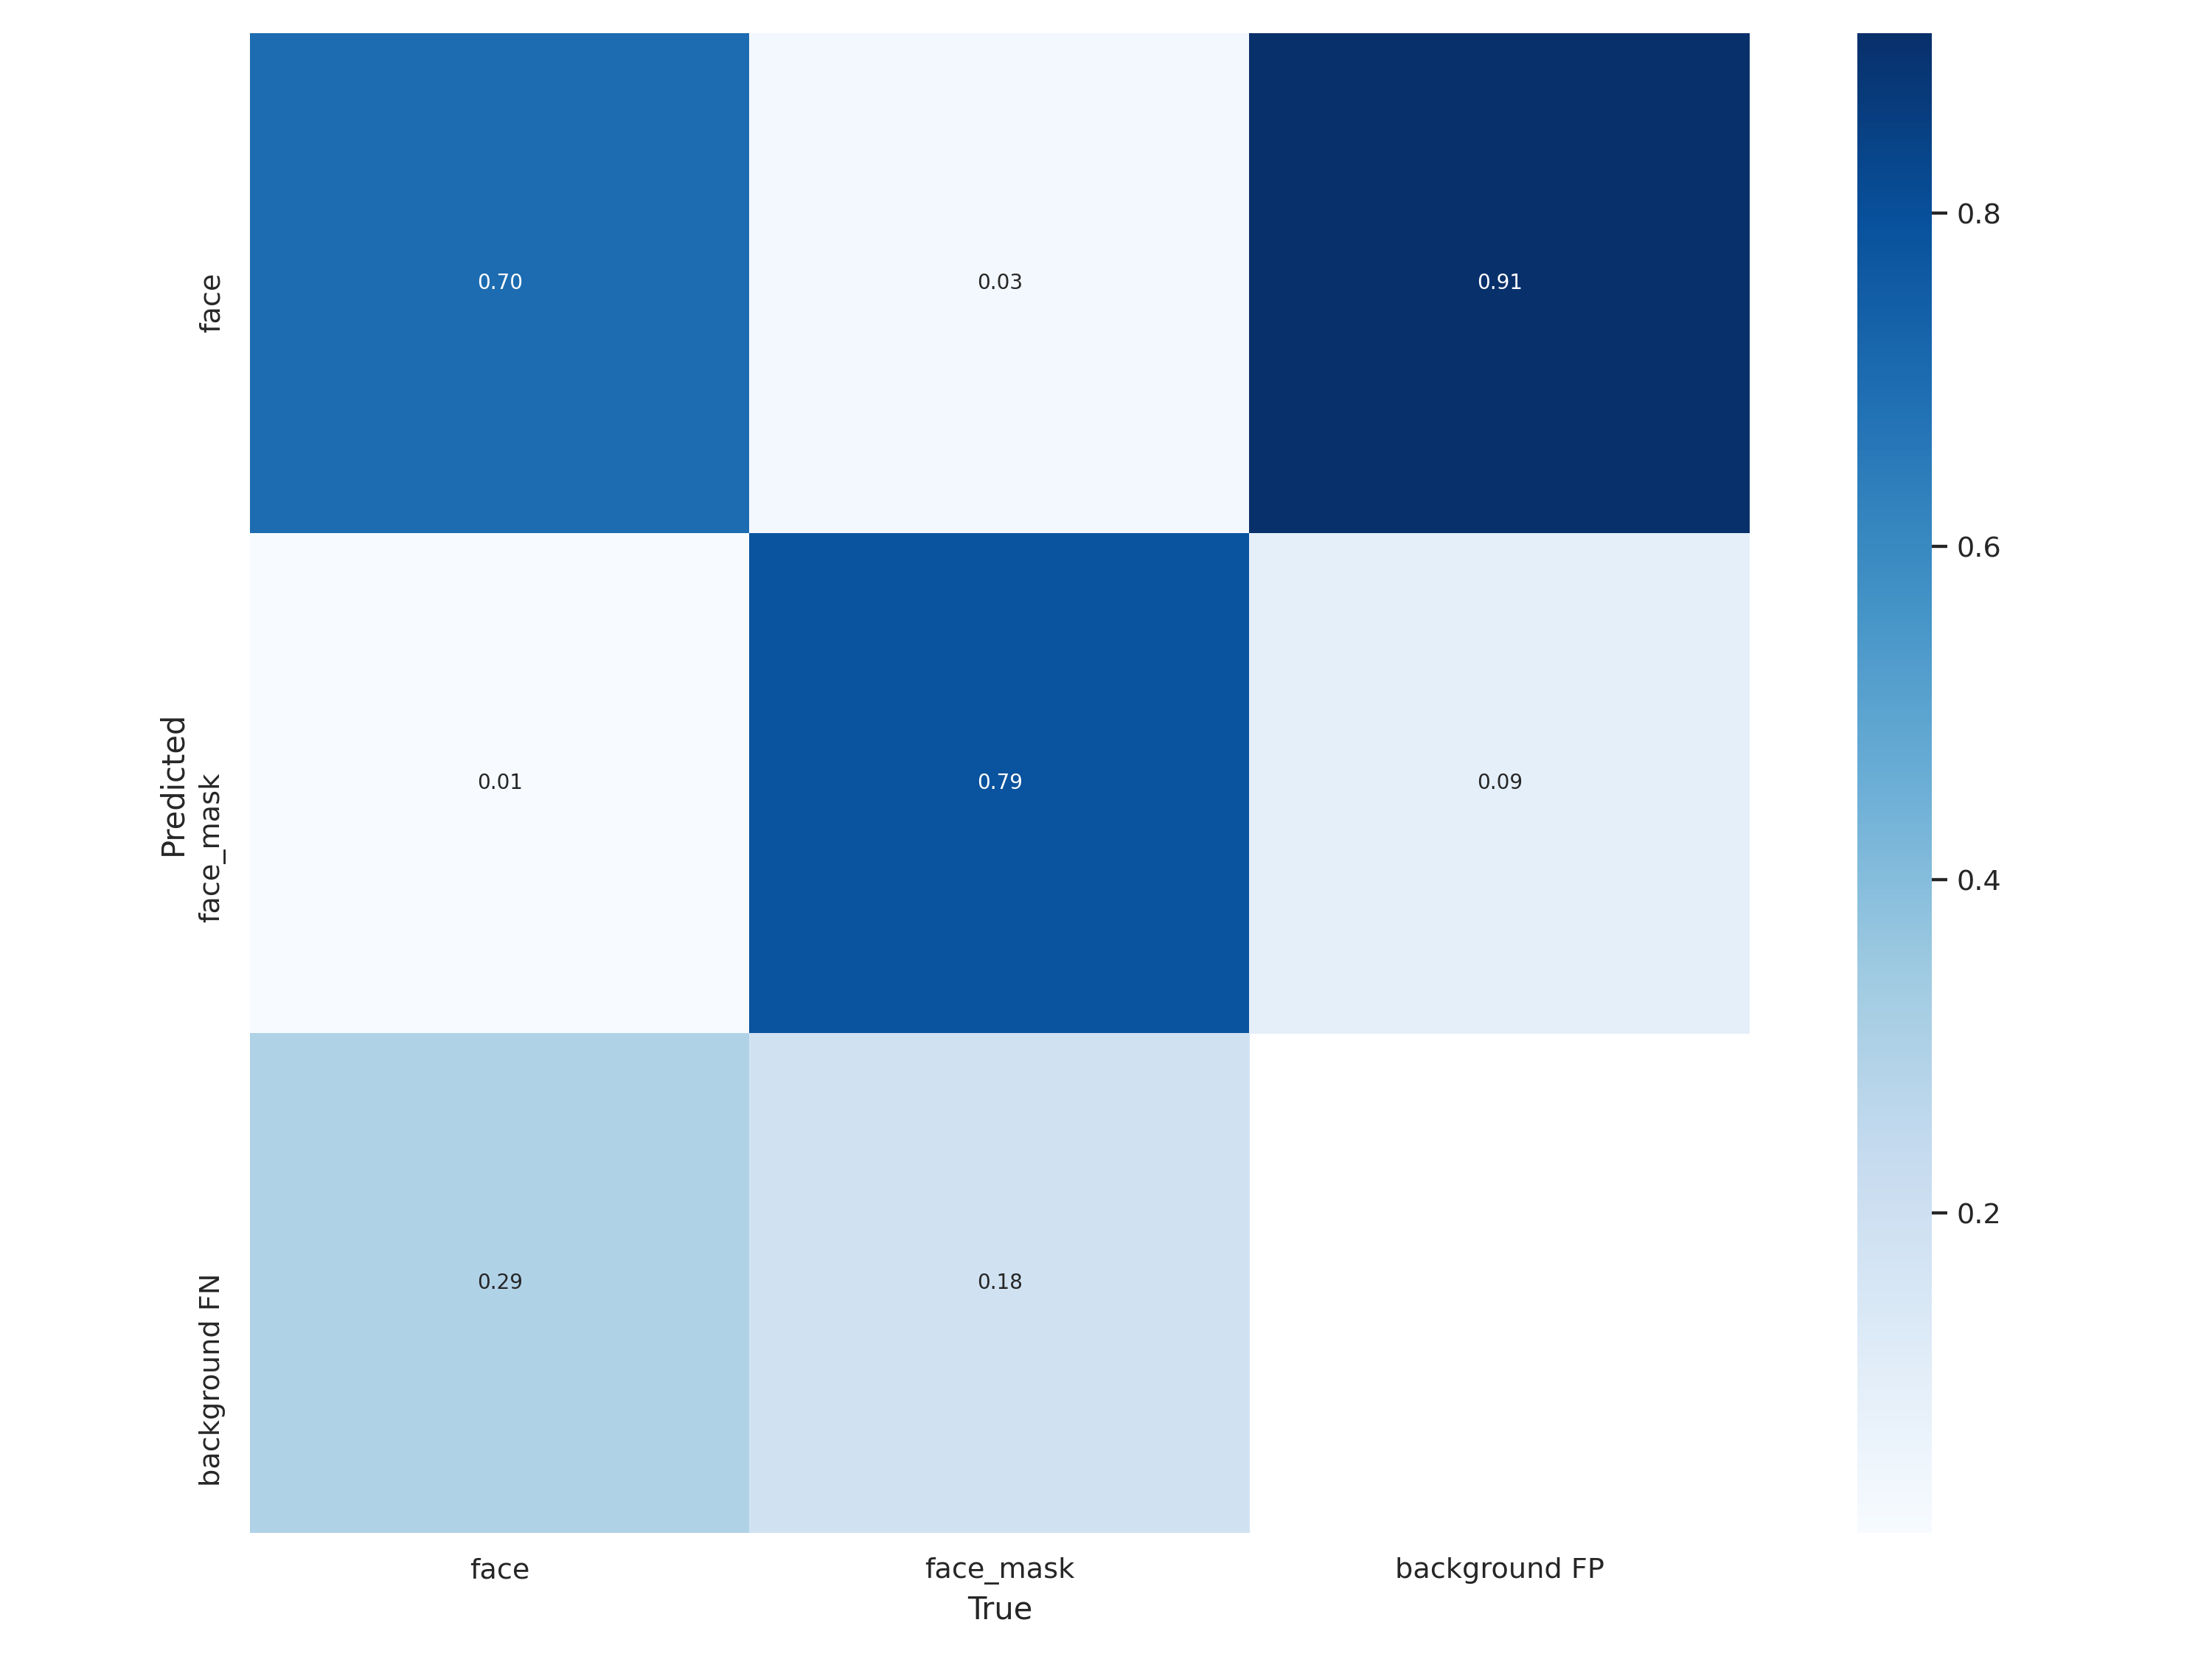 0.70 0.03 0.91
0.01 0.79 0.09
0.29 0.18
face
face_mask
background FN
Predicted
face face_mask background FP
True
0.8
0.6
0.4
0.2